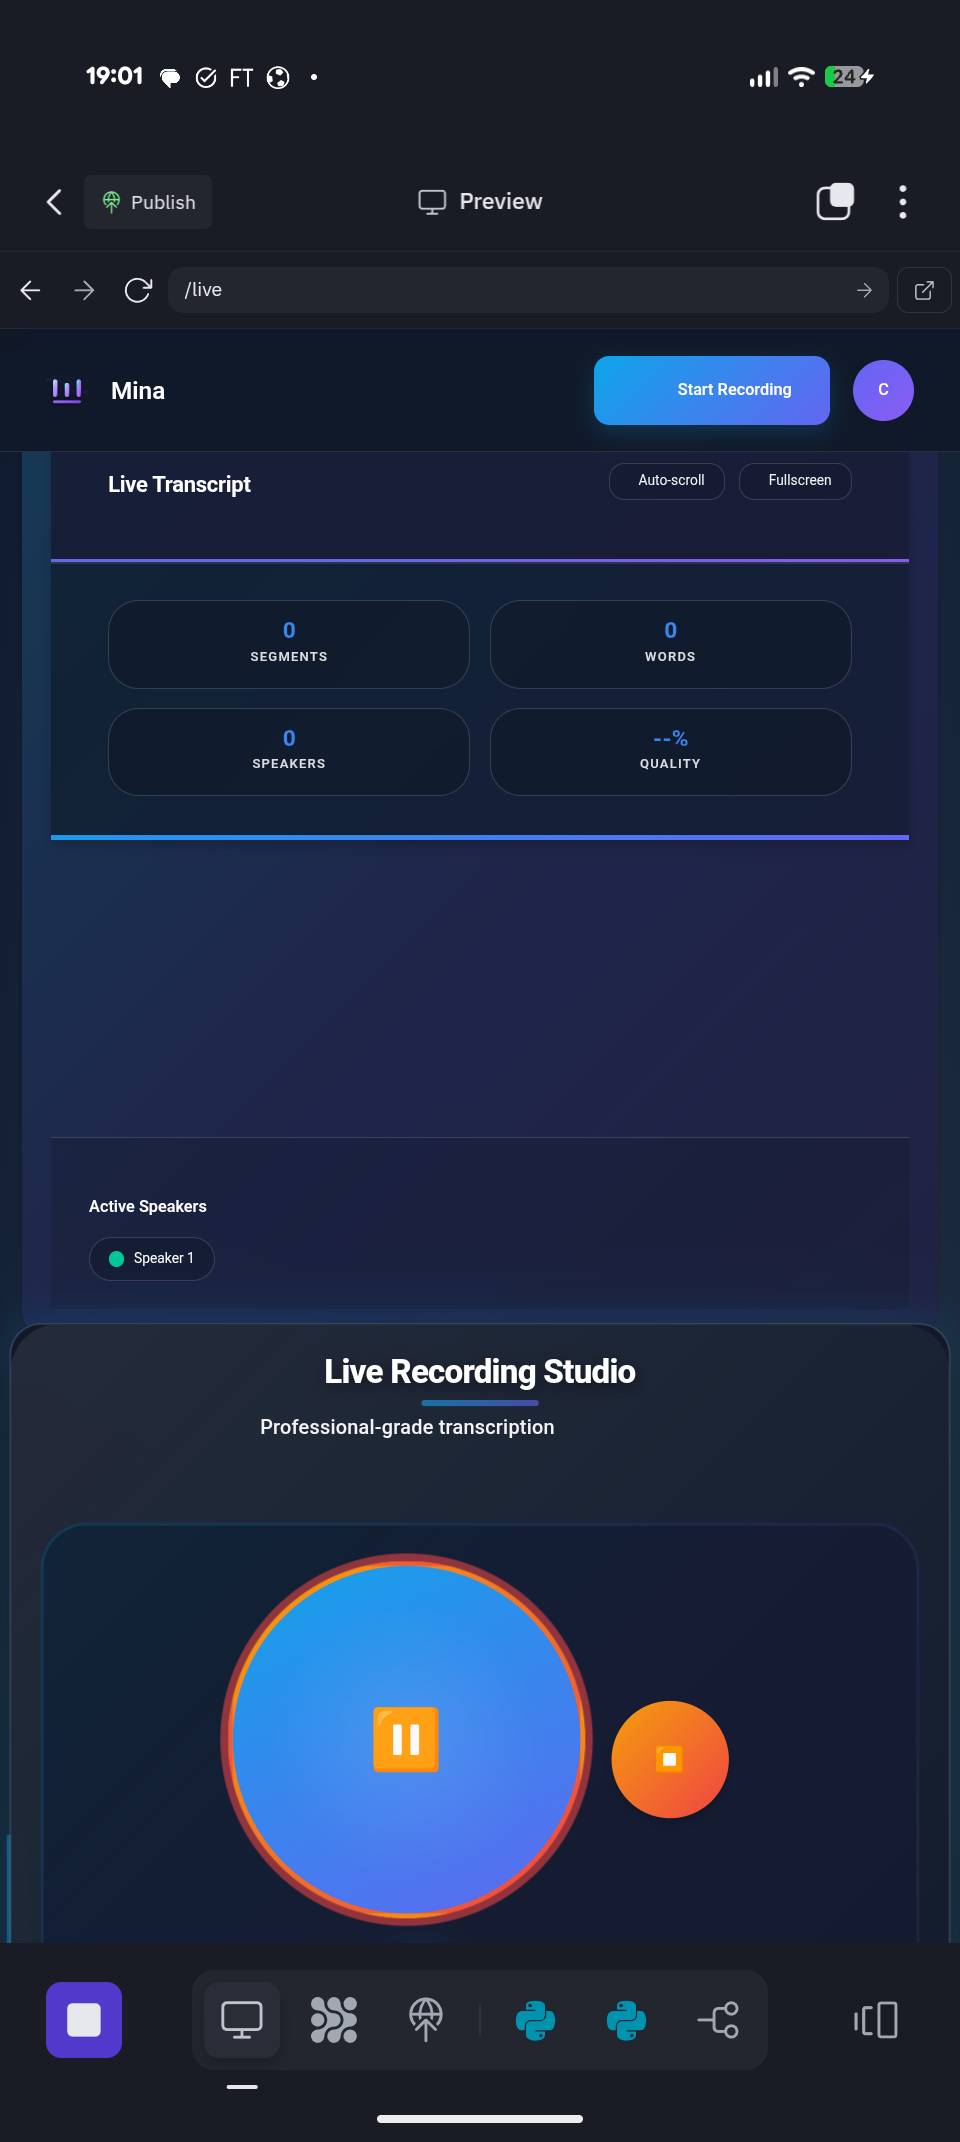 19:01 FT 24
Publish Preview
/live
Mina Start Recording C
Live Transcript Auto-scroll Fullscreen
0 0
SEGMENTS WORDS
0 --%
SPEAKERS QUALITY
Active Speakers
Speaker 1
Live Recording Studio
Professional-grade transcription